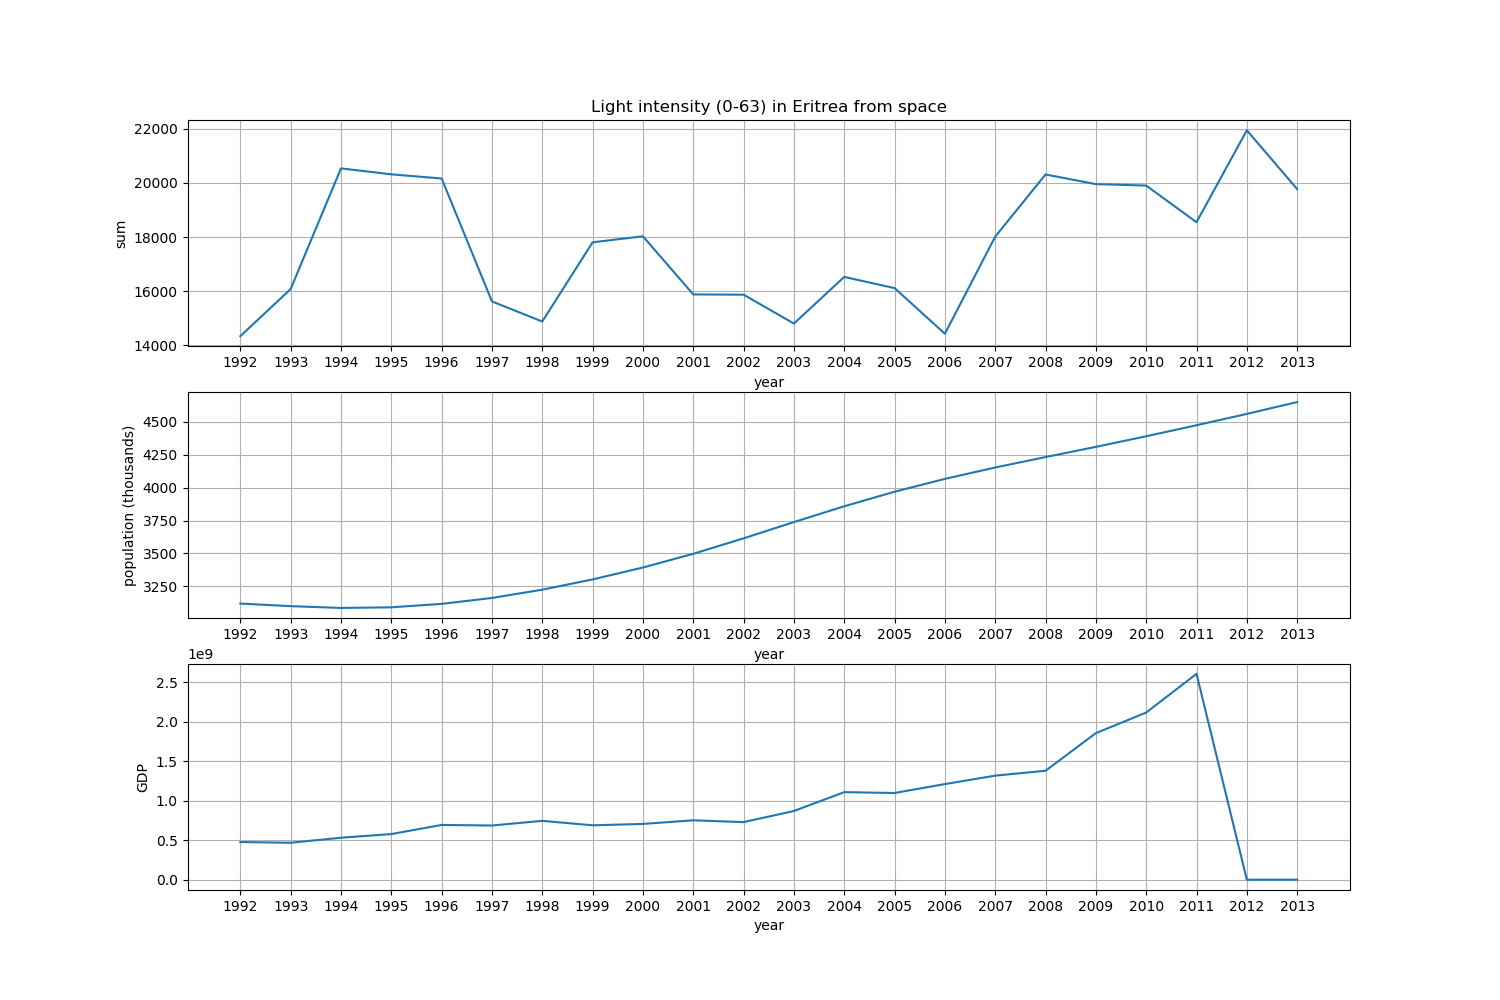 Light intensity (0-63) in Eritrea from space
22000
20000
18000
16000
14000
sum
1992 1993 1994 1995 1996 1997 1998 1999 2000 2001 2002 2003 2004 2005 2006 2007 2008 2009 2010 2011 2012 2013
year
4500
4250
4000
3750
3500
3250
population (thousands)
1992 1993 1994 1995 1996 1997 1998 1999 2000 2001 2002 2003 2004 2005 2006 2007 2008 2009 2010 2011 2012 2013
year
1e9
2.5
2.0
1.5
1.0
0.5
0.0
GDP
1992 1993 1994 1995 1996 1997 1998 1999 2000 2001 2002 2003 2004 2005 2006 2007 2008 2009 2010 2011 2012 2013
year